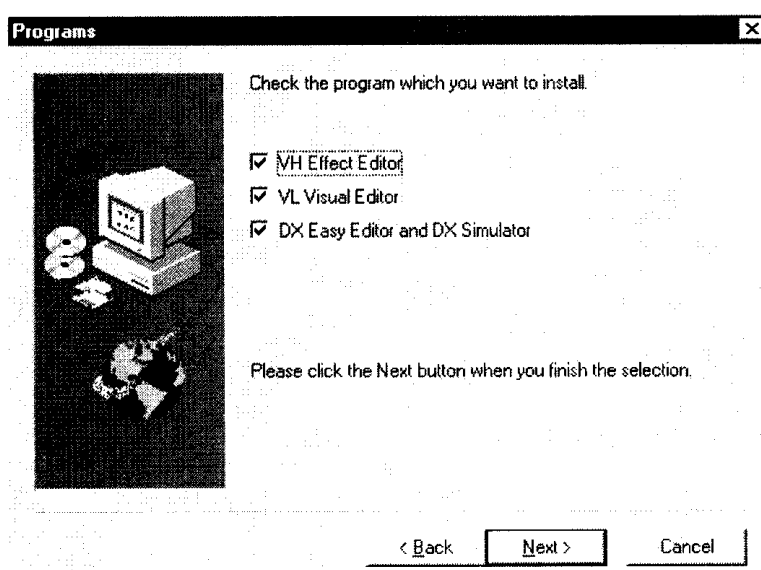 Programs
Check the program which you want to install.
VH Effect Editor
VL Visual Editor
DX Easy Editor and DX Simulator
Please click the Next button when you finish the selection.
< Back
Next >
Cancel